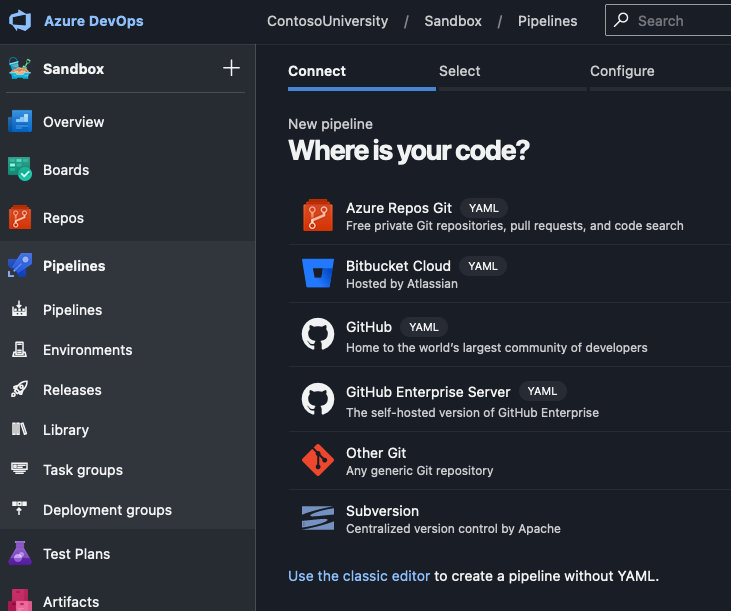 Azure DevOps
ContosoUniversity / Sandbox / Pipelines
Search
Sandbox
Overview
Boards
Repos
Pipelines
Pipelines
Environments
Releases
Library
Task groups
Deployment groups
Test Plans
Artifacts
Connect
Select
Configure
New pipeline
Where is your code?
Azure Repos Git YAML
Free private Git repositories, pull requests, and code search
Bitbucket Cloud YAML
Hosted by Atlassian
GitHub YAML
Home to the world’s largest community of developers
GitHub Enterprise Server YAML
The self-hosted version of GitHub Enterprise
Other Git
Any generic Git repository
Subversion
Centralized version control by Apache
Use the classic editor to create a pipeline without YAML.